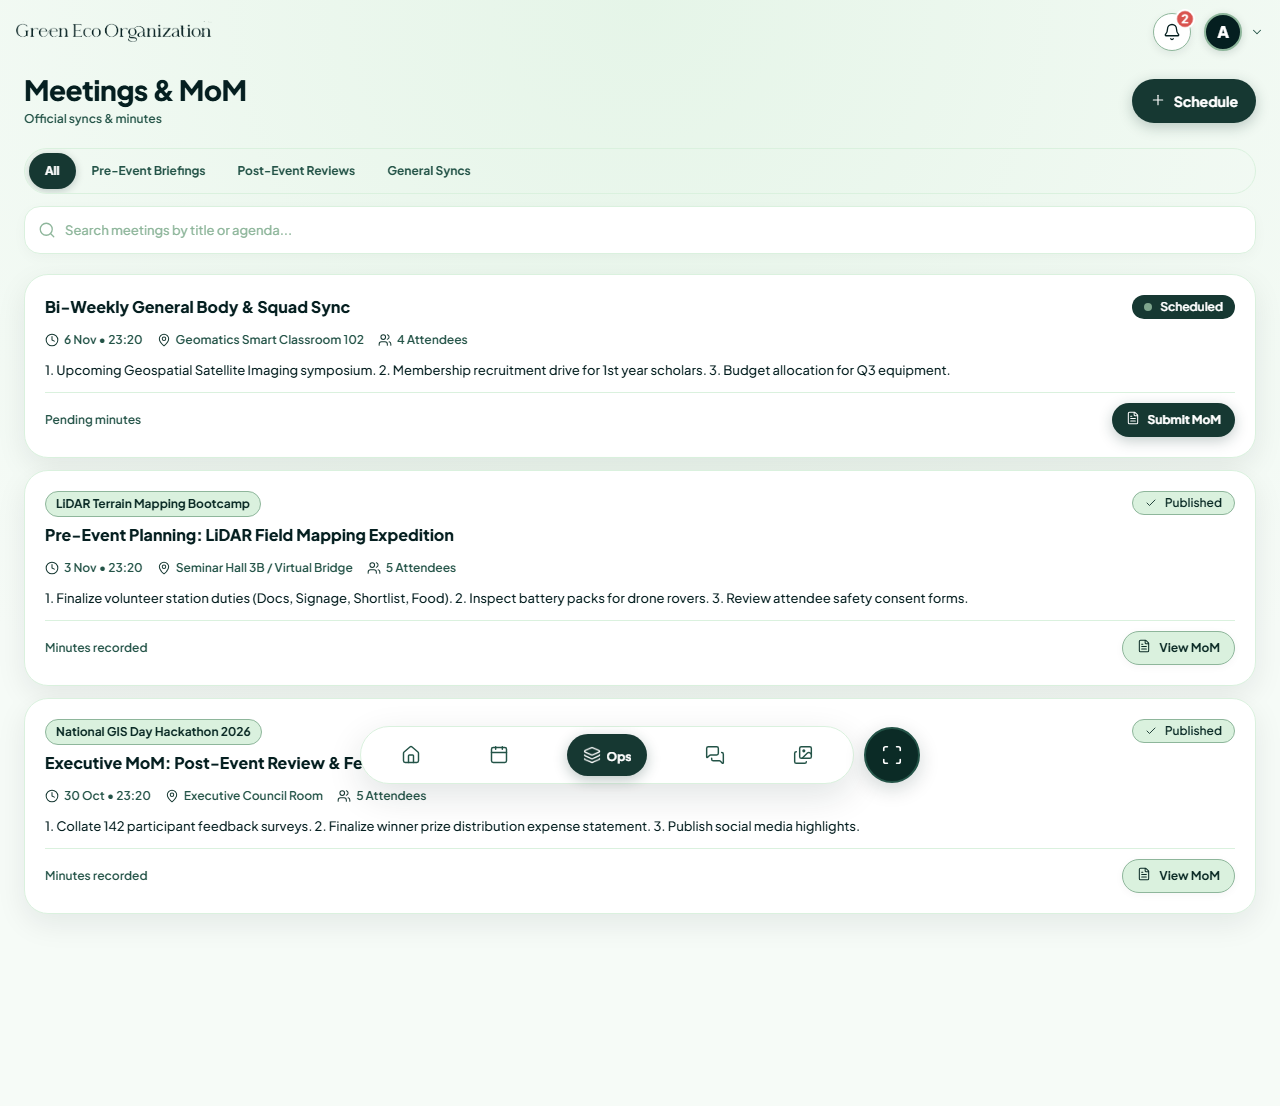 Green Eco Organization
2
A
Meetings & MoM
Official syncs & minutes
+ Schedule
All
Pre-Event Briefings
Post-Event Reviews
General Syncs
Search meetings by title or agenda...
Bi-Weekly General Body & Squad Sync
Scheduled
6 Nov • 23:20
Geomatics Smart Classroom 102
4 Attendees
1. Upcoming Geospatial Satellite Imaging symposium. 2. Membership recruitment drive for 1st year scholars. 3. Budget allocation for Q3 equipment.
Pending minutes
Submit MoM
LiDAR Terrain Mapping Bootcamp
Published
Pre-Event Planning: LiDAR Field Mapping Expedition
3 Nov • 23:20
Seminar Hall 3B / Virtual Bridge
5 Attendees
1. Finalize volunteer station duties (Docs, Signage, Shortlist, Food). 2. Inspect battery packs for drone rovers. 3. Review attendee safety consent forms.
Minutes recorded
View MoM
National GIS Day Hackathon 2026
Published
Executive MoM: Post-Event Review & Fe
Ops
30 Oct • 23:20
Executive Council Room
5 Attendees
1. Collate 142 participant feedback surveys. 2. Finalize winner prize distribution expense statement. 3. Publish social media highlights.
Minutes recorded
View MoM